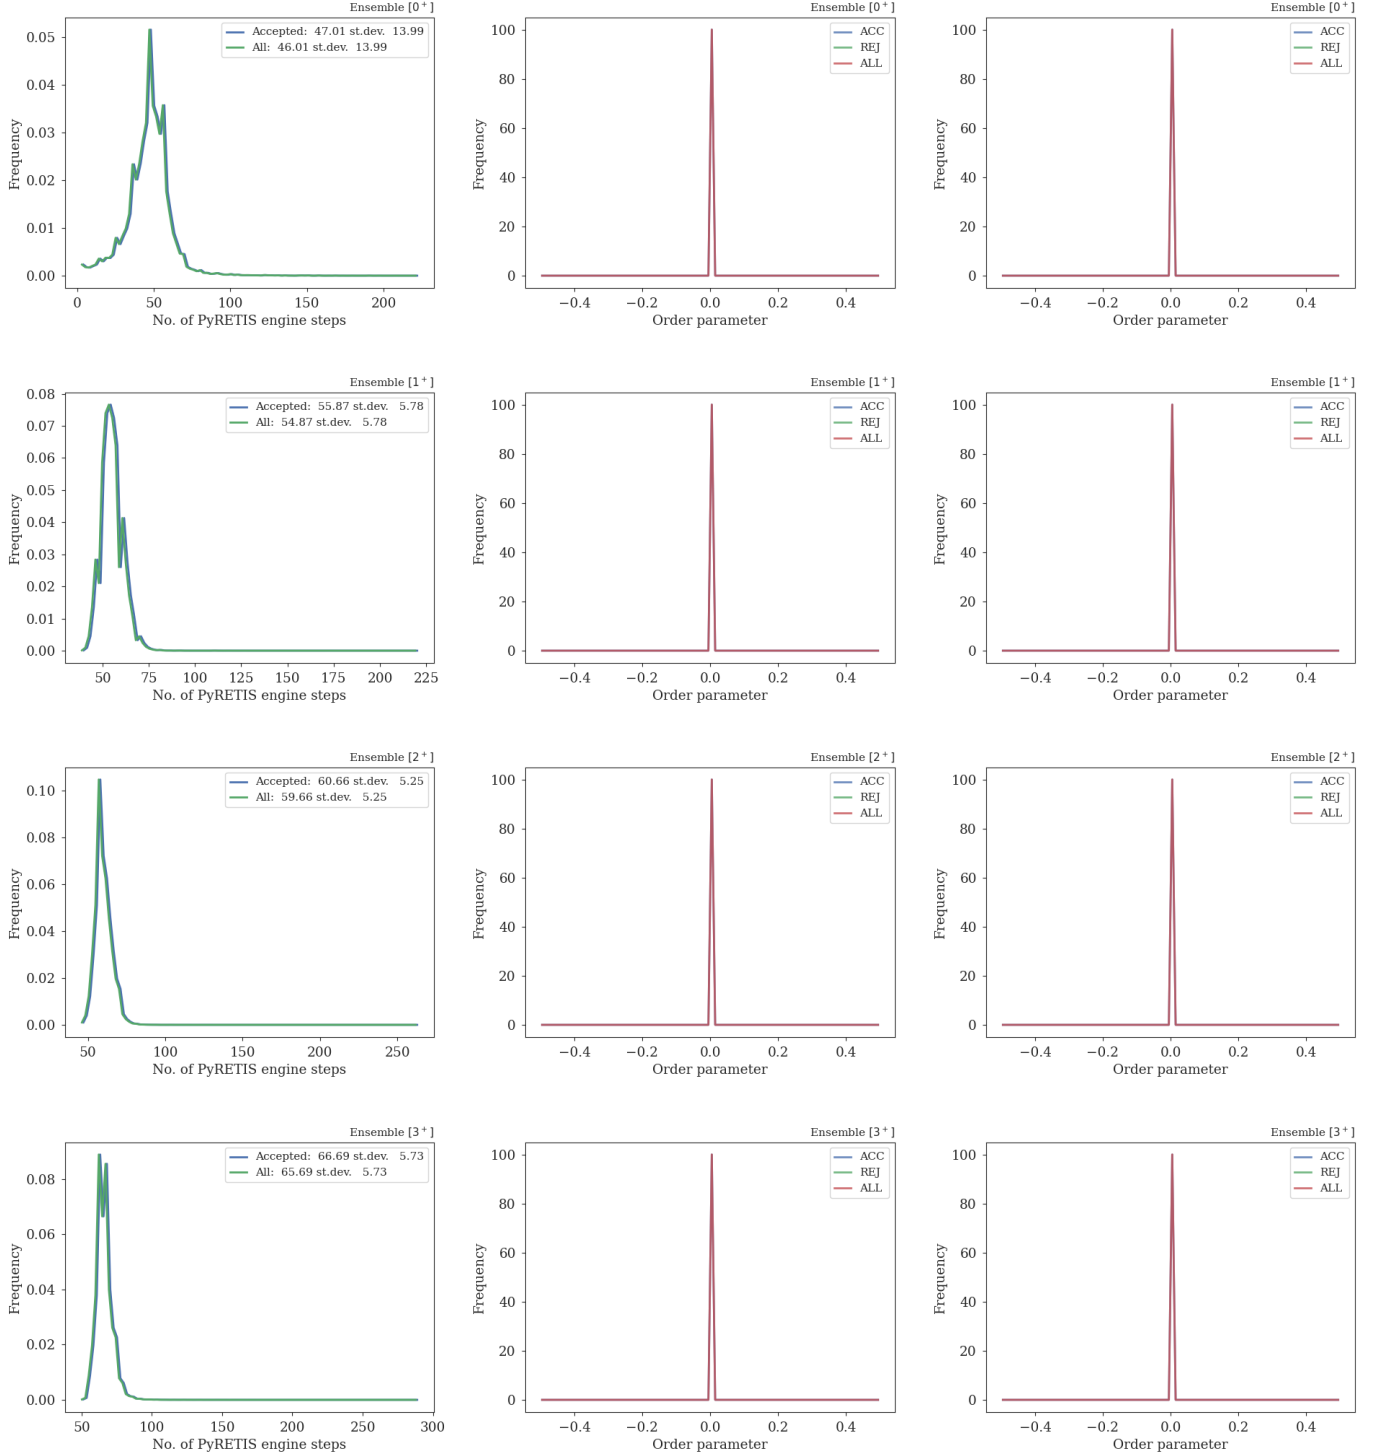 Ensemble [0⁺]
Accepted: 47.01 st.dev. 13.99
All: 46.01 st.dev. 13.99
Frequency
0.05
0.04
0.03
0.02
0.01
0.00
0 50 100 150 200
No. of PyRETIS engine steps
Ensemble [0⁺]
ACC
REJ
ALL
Frequency
100
80
60
40
20
0
−0.4 −0.2 0.0 0.2 0.4
Order parameter
Ensemble [0⁺]
ACC
REJ
ALL
Frequency
100
80
60
40
20
0
−0.4 −0.2 0.0 0.2 0.4
Order parameter
Ensemble [1⁺]
Accepted: 55.87 st.dev. 5.78
All: 54.87 st.dev. 5.78
Frequency
0.08
0.07
0.06
0.05
0.04
0.03
0.02
0.01
0.00
50 75 100 125 150 175 200 225
No. of PyRETIS engine steps
Ensemble [1⁺]
ACC
REJ
ALL
Frequency
100
80
60
40
20
0
−0.4 −0.2 0.0 0.2 0.4
Order parameter
Ensemble [1⁺]
ACC
REJ
ALL
Frequency
100
80
60
40
20
0
−0.4 −0.2 0.0 0.2 0.4
Order parameter
Ensemble [2⁺]
Accepted: 60.66 st.dev. 5.25
All: 59.66 st.dev. 5.25
Frequency
0.10
0.08
0.06
0.04
0.02
0.00
50 100 150 200 250
No. of PyRETIS engine steps
Ensemble [2⁺]
ACC
REJ
ALL
Frequency
100
80
60
40
20
0
−0.4 −0.2 0.0 0.2 0.4
Order parameter
Ensemble [2⁺]
ACC
REJ
ALL
Frequency
100
80
60
40
20
0
−0.4 −0.2 0.0 0.2 0.4
Order parameter
Ensemble [3⁺]
Accepted: 66.69 st.dev. 5.73
All: 65.69 st.dev. 5.73
Frequency
0.08
0.06
0.04
0.02
0.00
50 100 150 200 250 300
No. of PyRETIS engine steps
Ensemble [3⁺]
ACC
REJ
ALL
Frequency
100
80
60
40
20
0
−0.4 −0.2 0.0 0.2 0.4
Order parameter
Ensemble [3⁺]
ACC
REJ
ALL
Frequency
100
80
60
40
20
0
−0.4 −0.2 0.0 0.2 0.4
Order parameter